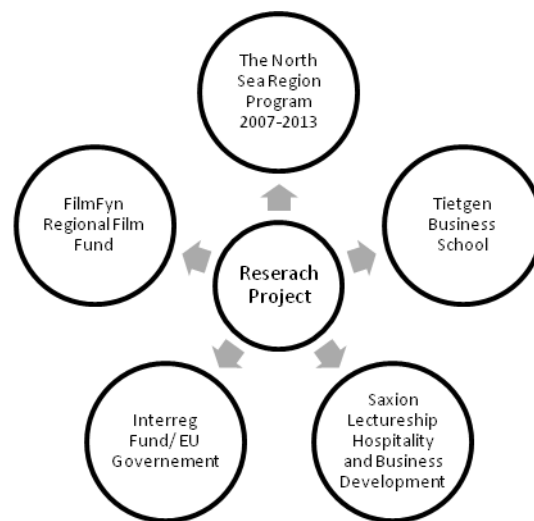 The North
Sea Region
Program
2007-2013
FilmFyn
Regional Film
Fund
Tietgen
Business
School
Reserach
Project
Interreg
Fund/ EU
Governement
Saxion
Lectureship
Hospitality
and Business
Development